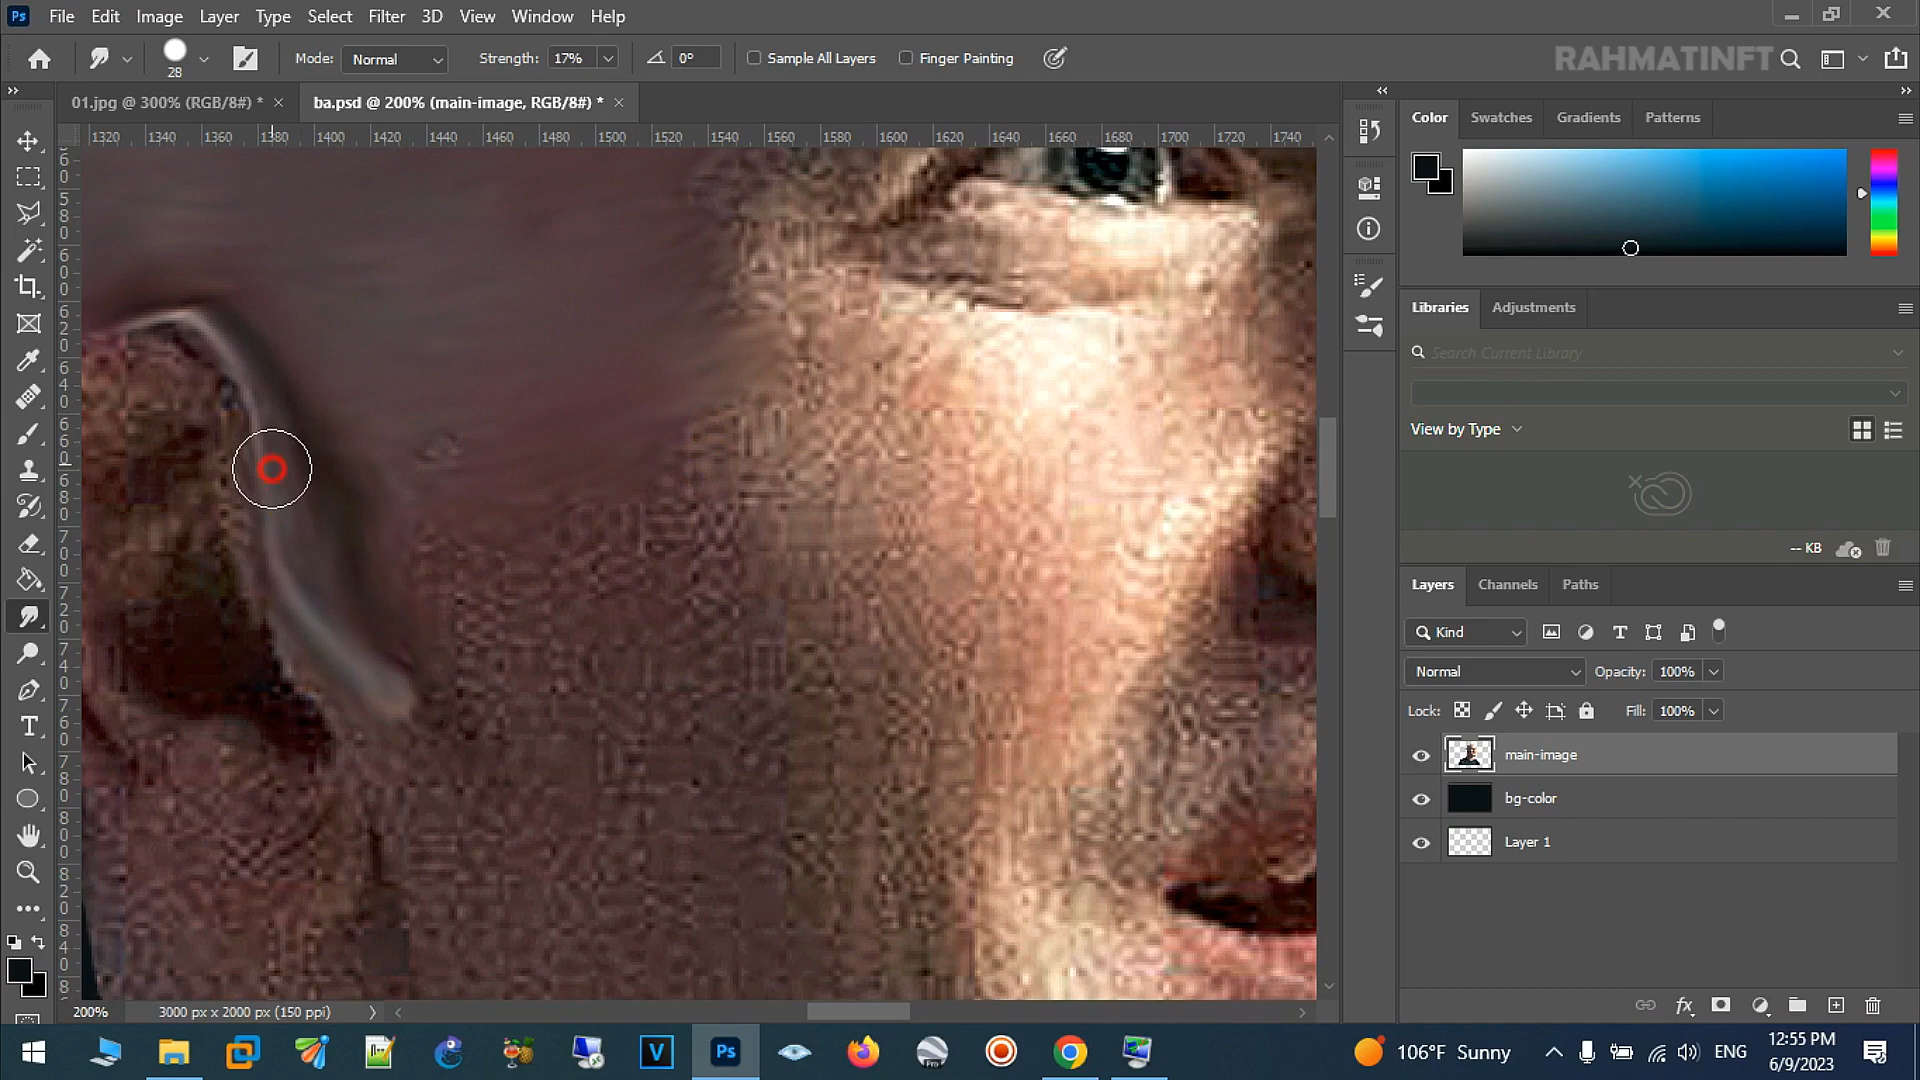 Ps File Edit Image Layer Type Select Filter 3D View Window Help
28 Mode: Normal Strength: 17% 0° Sample All Layers Finger Painting RAHMATINFT
01.jpg @ 300% (RGB/8#) * × ba.psd @ 200% (main-image, RGB/8#) * ×
1320 1340 1360 1380 1400 1420 1440 1460 1480 1500 1520 1540 1560 1580 1600 1620 1640 1660 1680 1700 1720 1740
Color Swatches Gradients Patterns
Libraries Adjustments
Search Current Library
View by Type
-- KB
Layers Channels Paths
Kind
Normal Opacity: 100%
Lock: Fill: 100%
main-image
bg-color
Layer 1
200% 3000 px x 2000 px (150 ppi)
V Ps Pro 106°F Sunny ENG 12:55 PM
6/9/2023